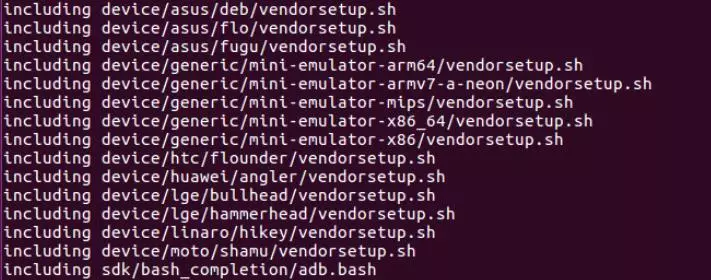 including device/asus/deb/vendorsetup.sh
including device/asus/flo/vendorsetup.sh
including device/asus/fugu/vendorsetup.sh
including device/generic/mini-emulator-arm64/vendorsetup.sh
including device/generic/mini-emulator-armv7-a-neon/vendorsetup.sh
including device/generic/mini-emulator-mips/vendorsetup.sh
including device/generic/mini-emulator-x86_64/vendorsetup.sh
including device/generic/mini-emulator-x86/vendorsetup.sh
including device/htc/flounder/vendorsetup.sh
including device/huawei/angler/vendorsetup.sh
including device/lge/bullhead/vendorsetup.sh
including device/lge/hammerhead/vendorsetup.sh
including device/linaro/hikey/vendorsetup.sh
including device/moto/shamu/vendorsetup.sh
including sdk/bash_completion/adb.bash